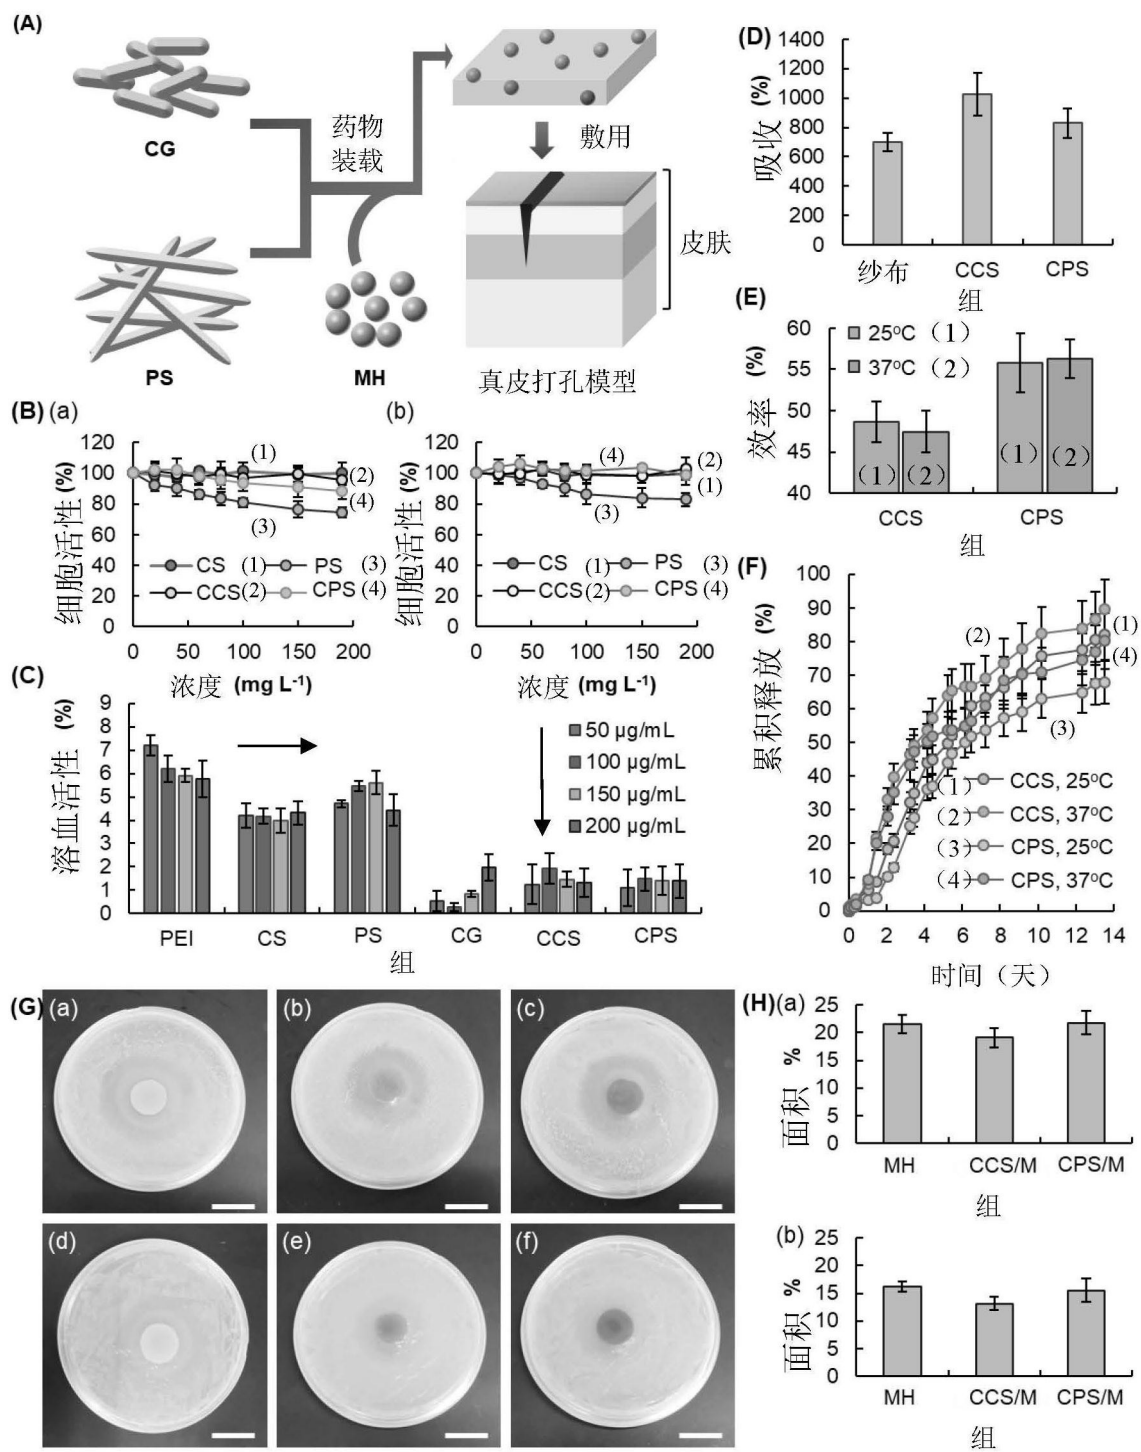 (A)
CG
PS
MH
药物
装载
敷用
皮肤
真皮打孔模型
(B) (a)
120
100
80
60
40
20
0
细胞活性 (%)
(1)
(2)
(4)
(3)
CS (1)
PS (3)
CCS (2)
CPS (4)
0 50 100 150 200
浓度 (mg L-1)
(b)
120
100
80
60
40
20
0
细胞活性 (%)
(4)
(2)
(1)
(3)
CS (1)
PS (3)
CCS (2)
CPS (4)
0 50 100 150 200
浓度 (mg L-1)
(C)
9
8
7
6
5
4
3
2
1
0
溶血活性 (%)
50 μg/mL
100 μg/mL
150 μg/mL
200 μg/mL
PEI CS PS CG CCS CPS
组
(D)
1400
1200
1000
800
600
400
200
0
吸收 (%)
纱布 CCS CPS
组
(E)
60
55
50
45
40
效率 (%)
25°C (1)
37°C (2)
(1) (2) (1) (2)
CCS CPS
组
(F)
100
90
80
70
60
50
40
30
20
10
0
累积释放 (%)
(2)
(1)
(4)
(3)
(1) CCS, 25°C
(2) CCS, 37°C
(3) CPS, 25°C
(4) CPS, 37°C
0 2 4 6 8 10 12 14
时间（天）
(G) (a)
(b)
(c)
(d)
(e)
(f)
(H) (a)
25
20
15
10
5
0
面积 %
MH CCS/M CPS/M
组
(b)
25
20
15
10
5
0
面积 %
MH CCS/M CPS/M
组